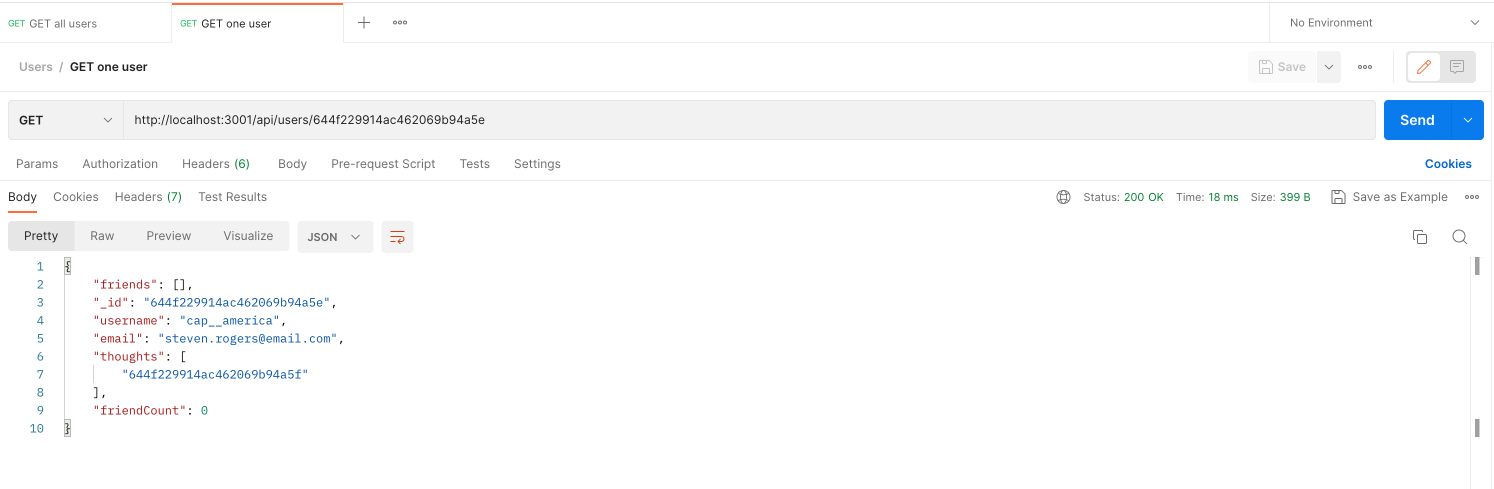 GET GET all users GET GET one user No Environment
Users / GET one user Save
GET http://localhost:3001/api/users/644f229914ac462069b94a5e Send
Params Authorization Headers (6) Body Pre-request Script Tests Settings Cookies
Body Cookies Headers (7) Test Results Status: 200 OK Time: 18 ms Size: 399 B Save as Example
Pretty Raw Preview Visualize JSON
1 {
2 "friends": [],
3 "_id": "644f229914ac462069b94a5e",
4 "username": "cap__america",
5 "email": "steven.rogers@email.com",
6 "thoughts": [
7 "644f229914ac462069b94a5f"
8 ],
9 "friendCount": 0
10 }